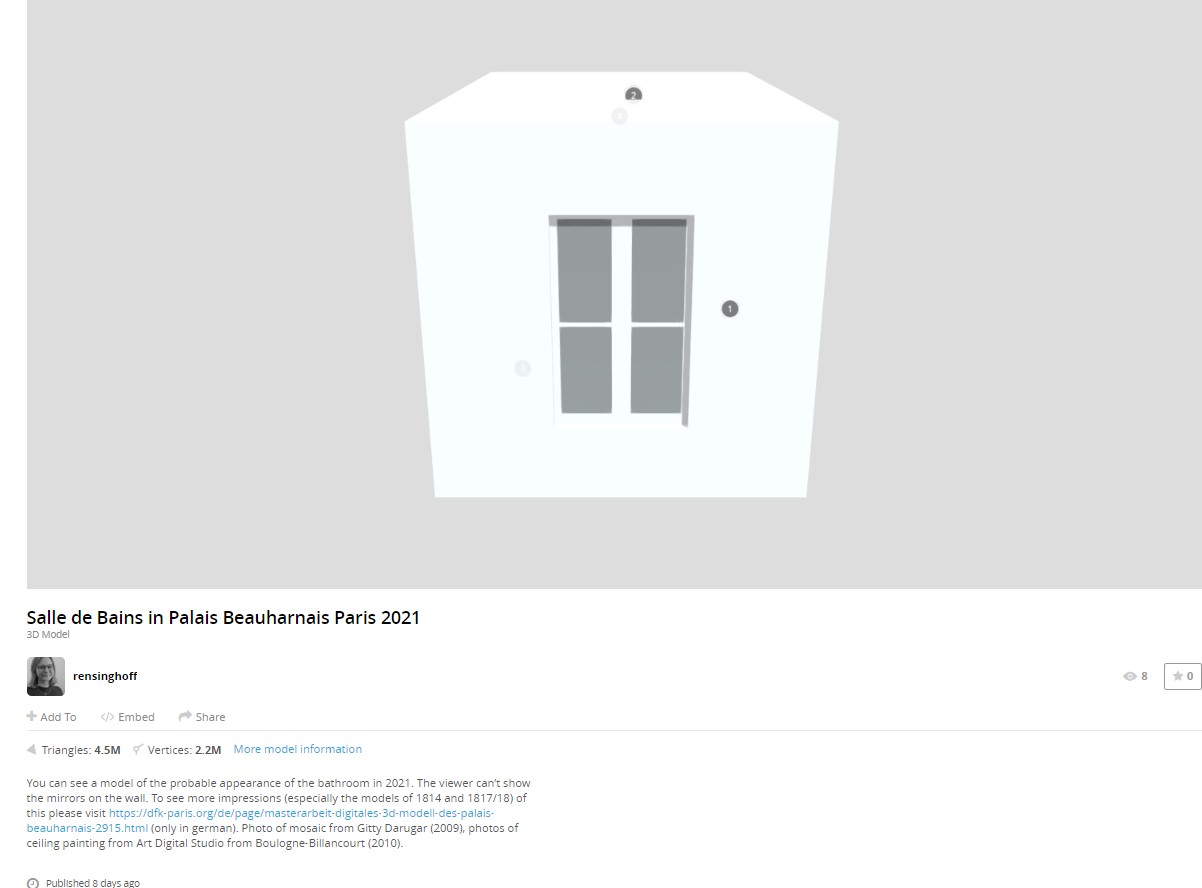 2
1
Salle de Bains in Palais Beauharnais Paris 2021
3D Model
rensinghoff
8
0
Add To
Embed
Share
Triangles: 4.5M
Vertices: 2.2M
More model information
You can see a model of the probable appearance of the bathroom in 2021. The viewer can't show
the mirrors on the wall. To see more impressions (especially the models of 1814 and 1817/18) of
this please visit https://dfk-paris.org/de/page/masterarbeit-digitales-3d-modell-des-palais-
beauharnais-2915.html (only in german). Photo of mosaic from Gitty Darugar (2009), photos of
ceiling painting from Art Digital Studio from Boulogne-Billancourt (2010).
Published 8 days ago